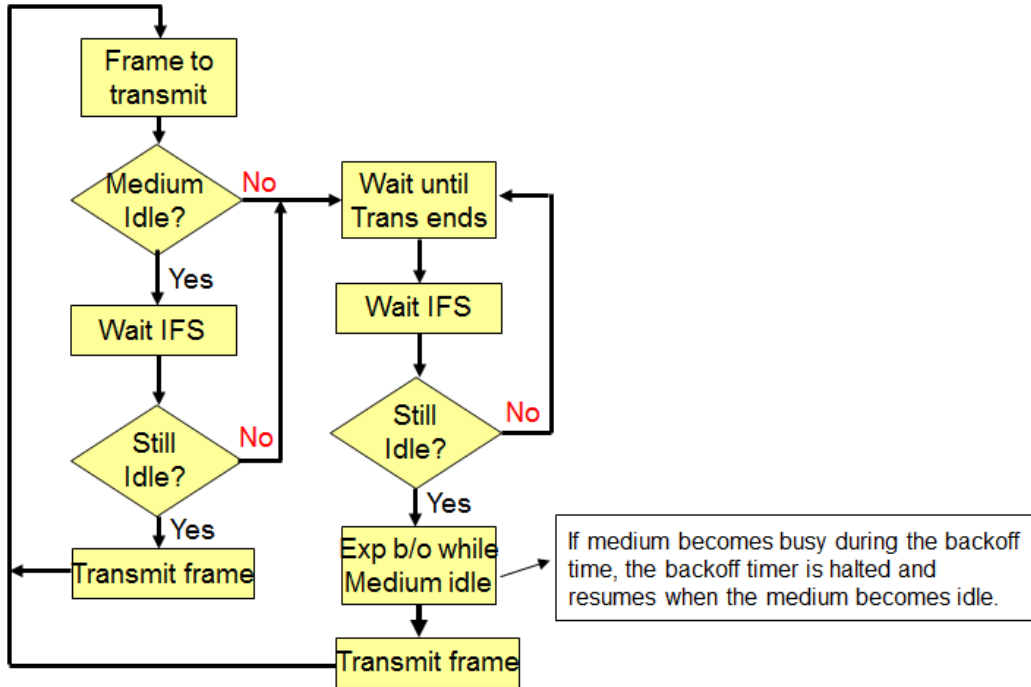 Frame to
transmit
Medium
Idle?
No
Yes
Wait IFS
Still
Idle?
No
Yes
Transmit frame
Wait until
Trans ends
Wait IFS
Still
Idle?
No
Yes
Exp b/o while
Medium idle
Transmit frame
If medium becomes busy during the backoff
time, the backoff timer is halted and
resumes when the medium becomes idle.